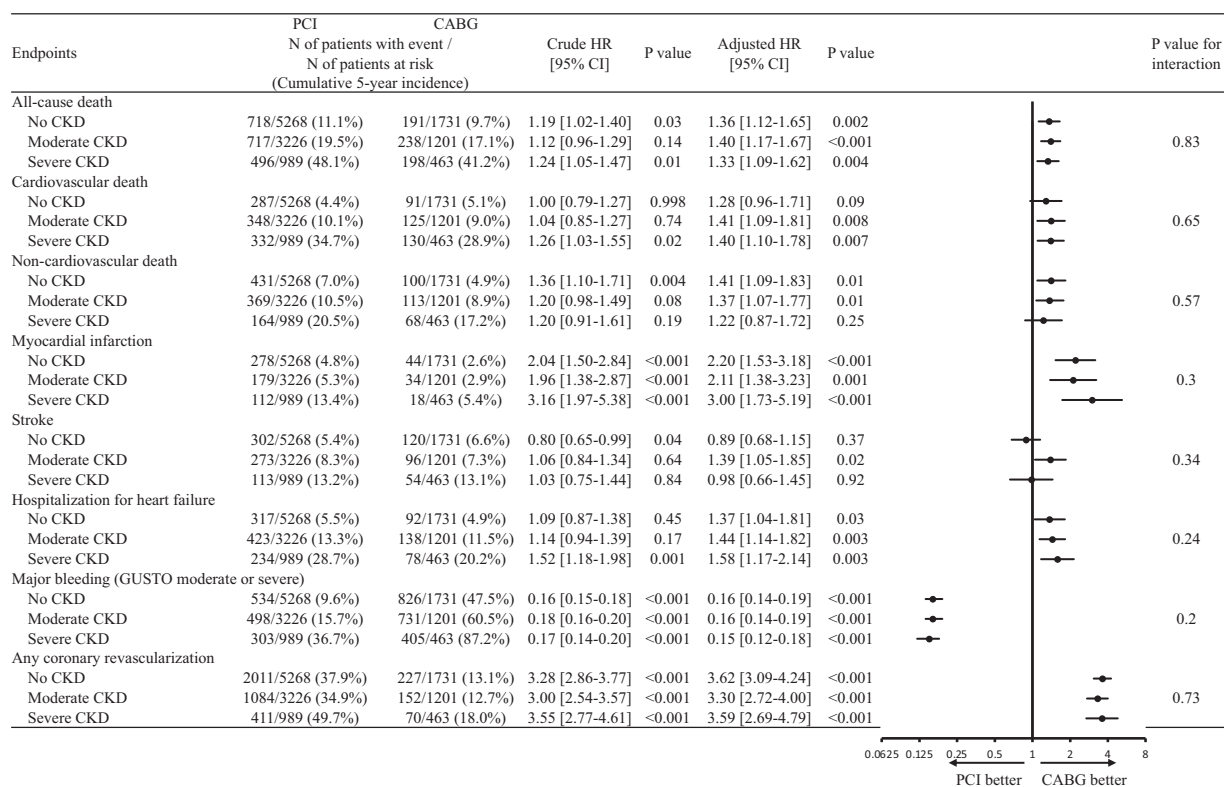 PCI CABG
Endpoints N of patients with event / N of patients at risk (Cumulative 5-year incidence) Crude HR [95% CI] P value Adjusted HR [95% CI] P value P value for interaction
All-cause death
No CKD 718/5268 (11.1%) 191/1731 (9.7%) 1.19 [1.02-1.40] 0.03 1.36 [1.12-1.65] 0.002
Moderate CKD 717/3226 (19.5%) 238/1201 (17.1%) 1.12 [0.96-1.29] 0.14 1.40 [1.17-1.67] <0.001 0.83
Severe CKD 496/989 (48.1%) 198/463 (41.2%) 1.24 [1.05-1.47] 0.01 1.33 [1.09-1.62] 0.004
Cardiovascular death
No CKD 287/5268 (4.4%) 91/1731 (5.1%) 1.00 [0.79-1.27] 0.998 1.28 [0.96-1.71] 0.09
Moderate CKD 348/3226 (10.1%) 125/1201 (9.0%) 1.04 [0.85-1.27] 0.74 1.41 [1.09-1.81] 0.008 0.65
Severe CKD 332/989 (34.7%) 130/463 (28.9%) 1.26 [1.03-1.55] 0.02 1.40 [1.10-1.78] 0.007
Non-cardiovascular death
No CKD 431/5268 (7.0%) 100/1731 (4.9%) 1.36 [1.10-1.71] 0.004 1.41 [1.09-1.83] 0.01
Moderate CKD 369/3226 (10.5%) 113/1201 (8.9%) 1.20 [0.98-1.49] 0.08 1.37 [1.07-1.77] 0.01 0.57
Severe CKD 164/989 (20.5%) 68/463 (17.2%) 1.20 [0.91-1.61] 0.19 1.22 [0.87-1.72] 0.25
Myocardial infarction
No CKD 278/5268 (4.8%) 44/1731 (2.6%) 2.04 [1.50-2.84] <0.001 2.20 [1.53-3.18] <0.001
Moderate CKD 179/3226 (5.3%) 34/1201 (2.9%) 1.96 [1.38-2.87] <0.001 2.11 [1.38-3.23] 0.001 0.3
Severe CKD 112/989 (13.4%) 18/463 (5.4%) 3.16 [1.97-5.38] <0.001 3.00 [1.73-5.19] <0.001
Stroke
No CKD 302/5268 (5.4%) 120/1731 (6.6%) 0.80 [0.65-0.99] 0.04 0.89 [0.68-1.15] 0.37
Moderate CKD 273/3226 (8.3%) 96/1201 (7.3%) 1.06 [0.84-1.34] 0.64 1.39 [1.05-1.85] 0.02 0.34
Severe CKD 113/989 (13.2%) 54/463 (13.1%) 1.03 [0.75-1.44] 0.84 0.98 [0.66-1.45] 0.92
Hospitalization for heart failure
No CKD 317/5268 (5.5%) 92/1731 (4.9%) 1.09 [0.87-1.38] 0.45 1.37 [1.04-1.81] 0.03
Moderate CKD 423/3226 (13.3%) 138/1201 (11.5%) 1.14 [0.94-1.39] 0.17 1.44 [1.14-1.82] 0.003 0.24
Severe CKD 234/989 (28.7%) 78/463 (20.2%) 1.52 [1.18-1.98] 0.001 1.58 [1.17-2.14] 0.003
Major bleeding (GUSTO moderate or severe)
No CKD 534/5268 (9.6%) 826/1731 (47.5%) 0.16 [0.15-0.18] <0.001 0.16 [0.14-0.19] <0.001
Moderate CKD 498/3226 (15.7%) 731/1201 (60.5%) 0.18 [0.16-0.20] <0.001 0.16 [0.14-0.19] <0.001 0.2
Severe CKD 303/989 (36.7%) 405/463 (87.2%) 0.17 [0.14-0.20] <0.001 0.15 [0.12-0.18] <0.001
Any coronary revascularization
No CKD 2011/5268 (37.9%) 227/1731 (13.1%) 3.28 [2.86-3.77] <0.001 3.62 [3.09-4.24] <0.001
Moderate CKD 1084/3226 (34.9%) 152/1201 (12.7%) 3.00 [2.54-3.57] <0.001 3.30 [2.72-4.00] <0.001 0.73
Severe CKD 411/989 (49.7%) 70/463 (18.0%) 3.55 [2.77-4.61] <0.001 3.59 [2.69-4.79] <0.001
0.0625 0.125 0.25 0.5 1 2 4 8
PCI better CABG better